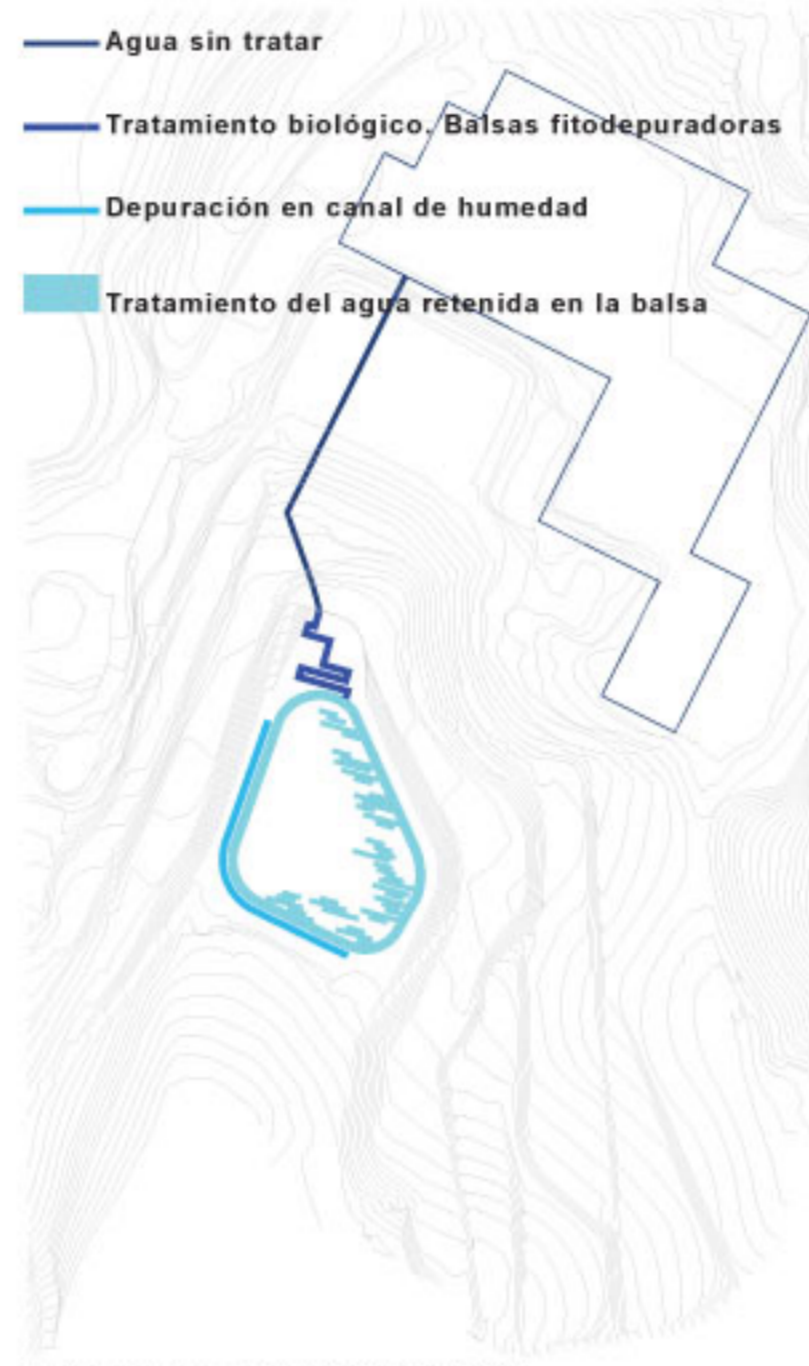 Agua sin tratar
Tratamiento biológico. Balsas fitodepuradoras
Depuración en canal de humedad
Tratamiento del agua retenida en la balsa